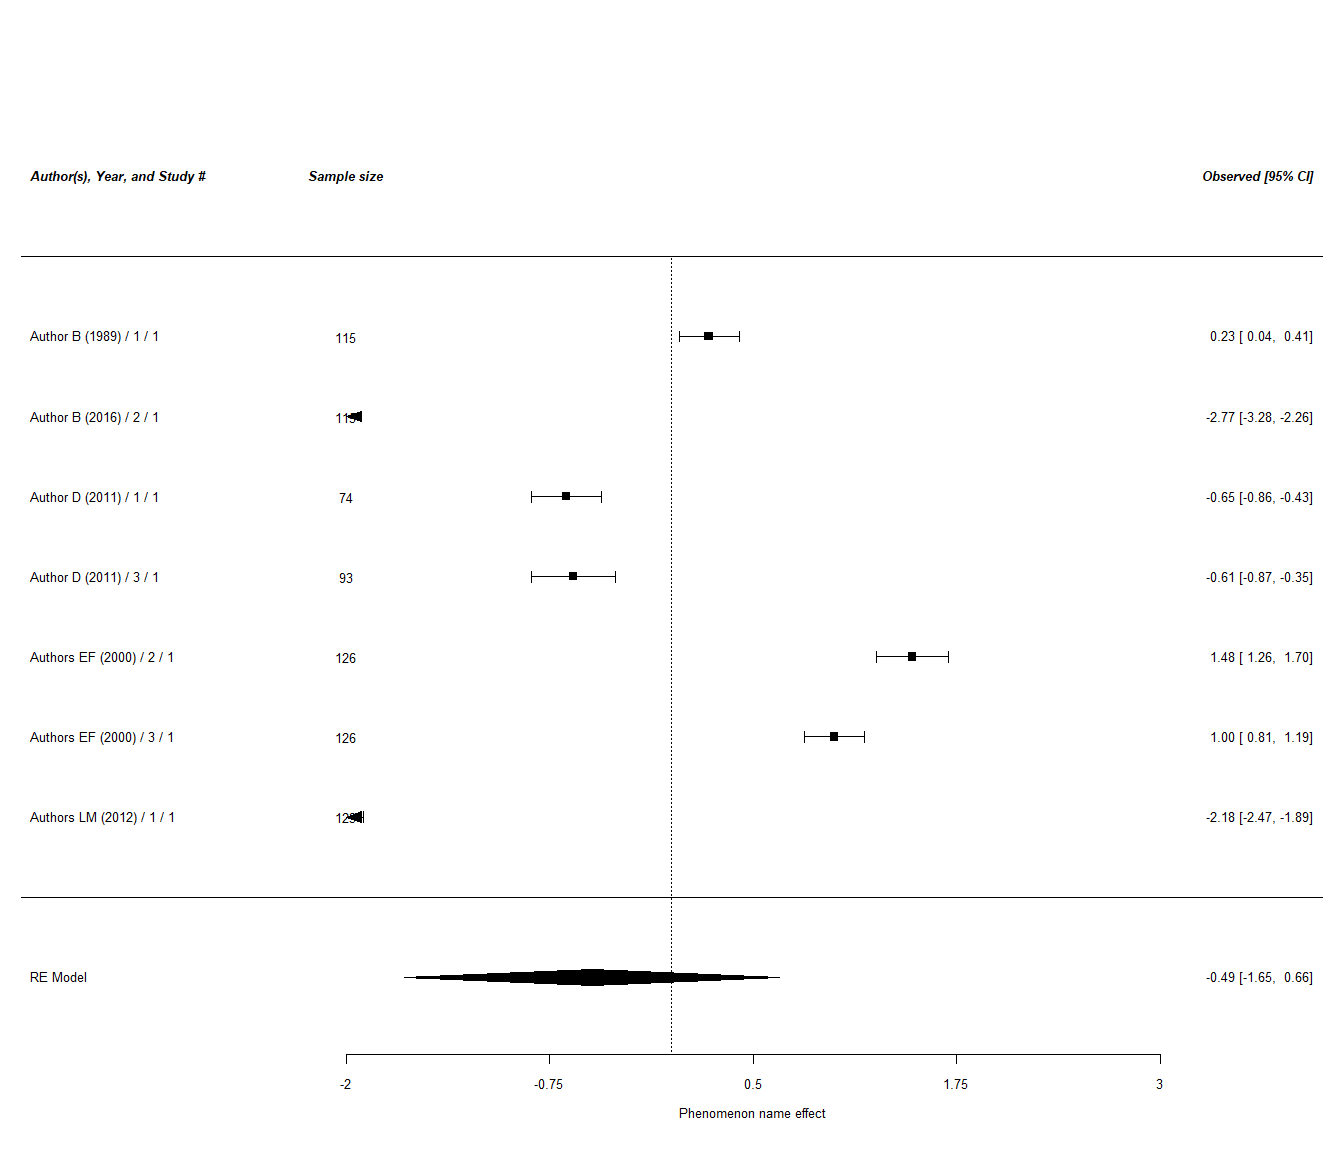 Author(s), Year, and Study # Sample size Observed [95% CI]
Author B (1989) / 1 / 1 115 0.23 [ 0.04, 0.41]
Author B (2016) / 2 / 1 -2.77 [-3.28, -2.26]
Author D (2011) / 1 / 1 74 -0.65 [-0.86, -0.43]
Author D (2011) / 3 / 1 93 -0.61 [-0.87, -0.35]
Authors EF (2000) / 2 / 1 126 1.48 [ 1.26, 1.70]
Authors EF (2000) / 3 / 1 126 1.00 [ 0.81, 1.19]
Authors LM (2012) / 1 / 1 -2.18 [-2.47, -1.89]
RE Model -0.49 [-1.65, 0.66]
-2 -0.75 0.5 1.75 3
Phenomenon name effect